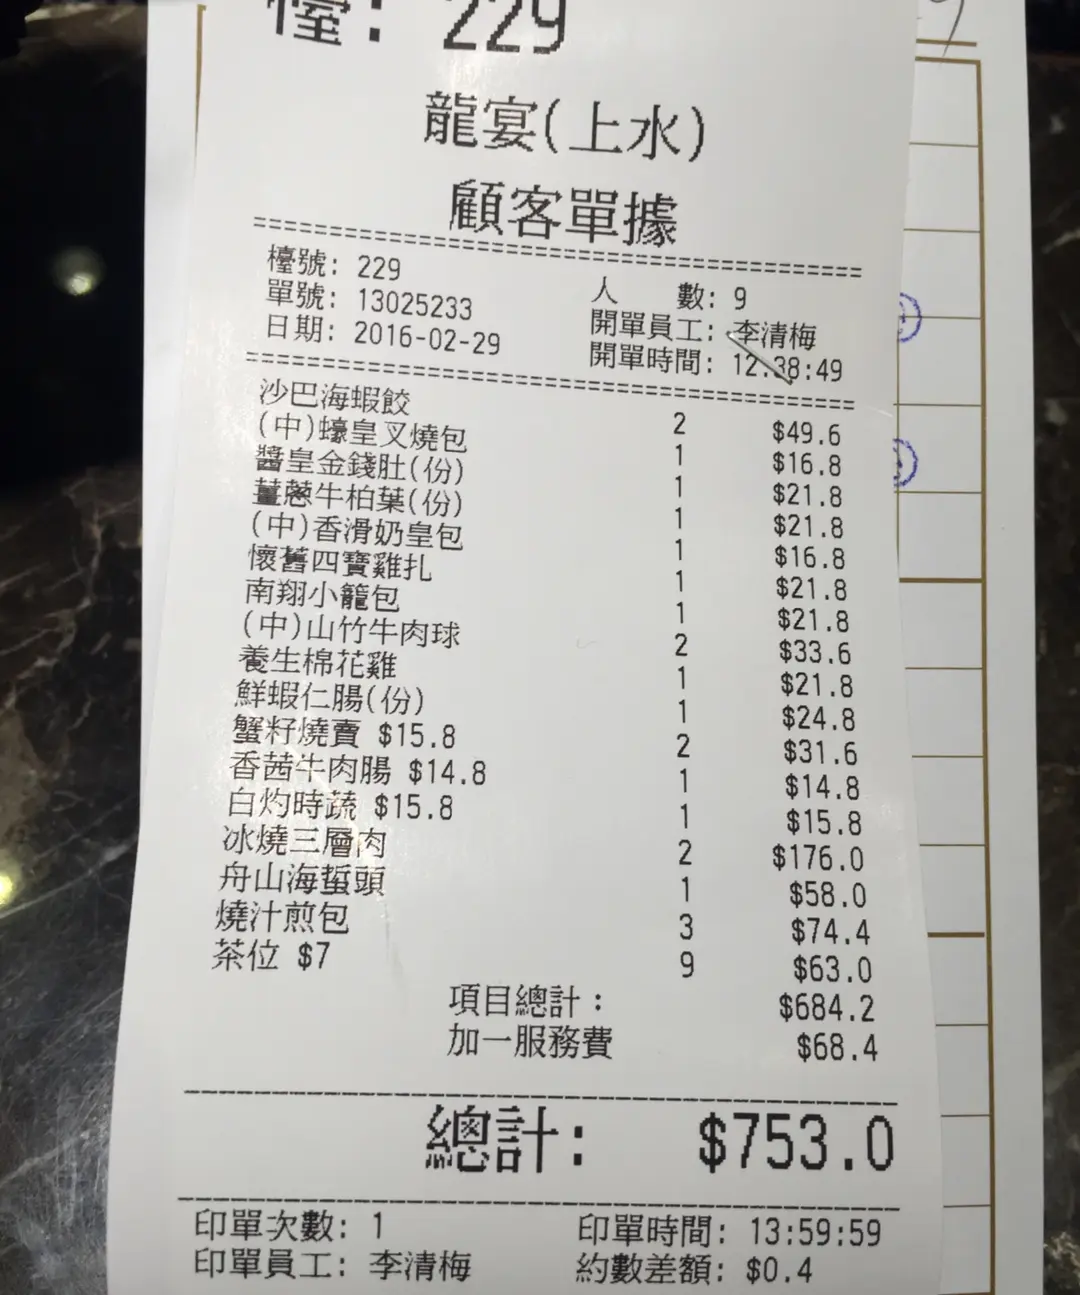 檯: 229
龍宴(上水)
顧客單據
檯號: 229
人 數: 9
單號: 13025233
開單員工: 李清梅
日期: 2016-02-29
開單時間: 12:38:49
沙巴海蝦餃 2 $49.6
(中)蠔皇叉燒包 1 $16.8
醬皇金錢肚(份) 1 $21.8
薑蔥牛柏葉(份) 1 $21.8
(中)香滑奶皇包 1 $16.8
懷舊四寶雞扎 1 $21.8
南翔小籠包 1 $21.8
(中)山竹牛肉球 2 $33.6
養生棉花雞 1 $21.8
鮮蝦仁腸(份) 1 $24.8
蟹籽燒賣 $15.8 2 $31.6
香茜牛肉腸 $14.8 1 $14.8
白灼時蔬 $15.8 1 $15.8
冰燒三層肉 2 $176.0
舟山海蜇頭 1 $58.0
燒汁煎包 3 $74.4
茶位 $7 9 $63.0
項目總計: $684.2
加一服務費 $68.4
總計: $753.0
印單次數: 1
印單時間: 13:59:59
印單員工: 李清梅
約數差額: $0.4